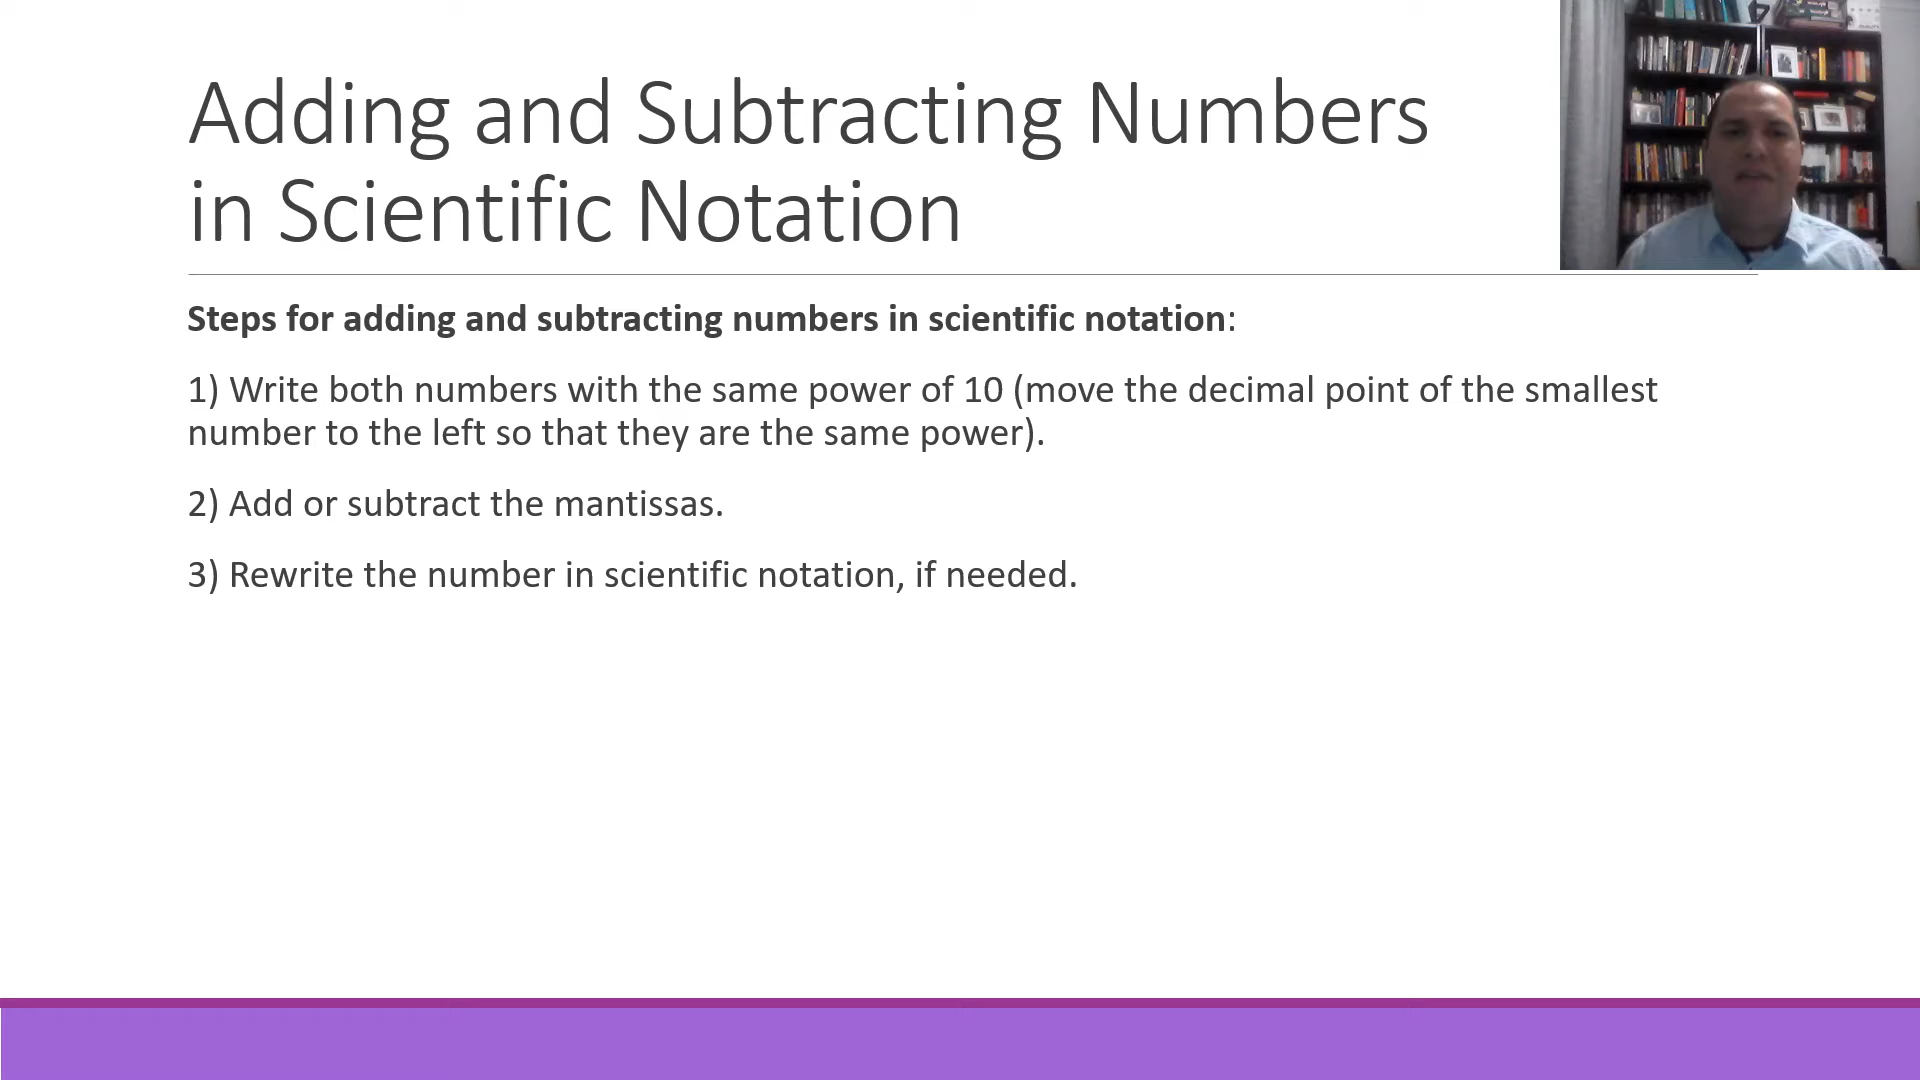 Adding and Subtracting Numbers
in Scientific Notation
Steps for adding and subtracting numbers in scientific notation:
1) Write both numbers with the same power of 10 (move the decimal point of the smallest
number to the left so that they are the same power).
2) Add or subtract the mantissas.
3) Rewrite the number in scientific notation, if needed.